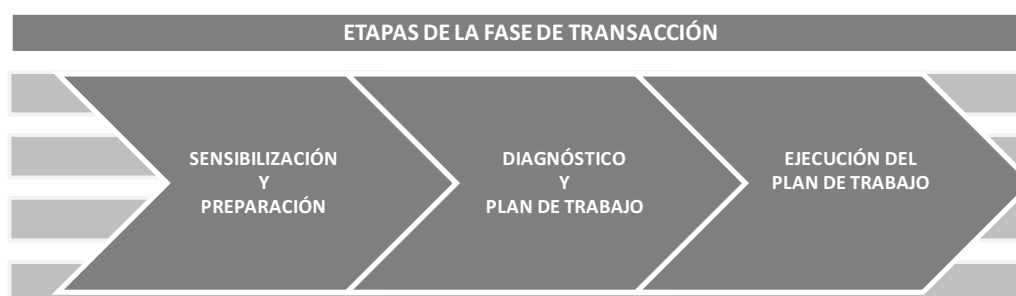 ETAPAS DE LA FASE DE TRANSACCIÓN
SENSIBILIZACIÓN
Y
PREPARACIÓN
DIAGNÓSTICO
Y
PLAN DE TRABAJO
EJECUCIÓN DEL
PLAN DE TRABAJO